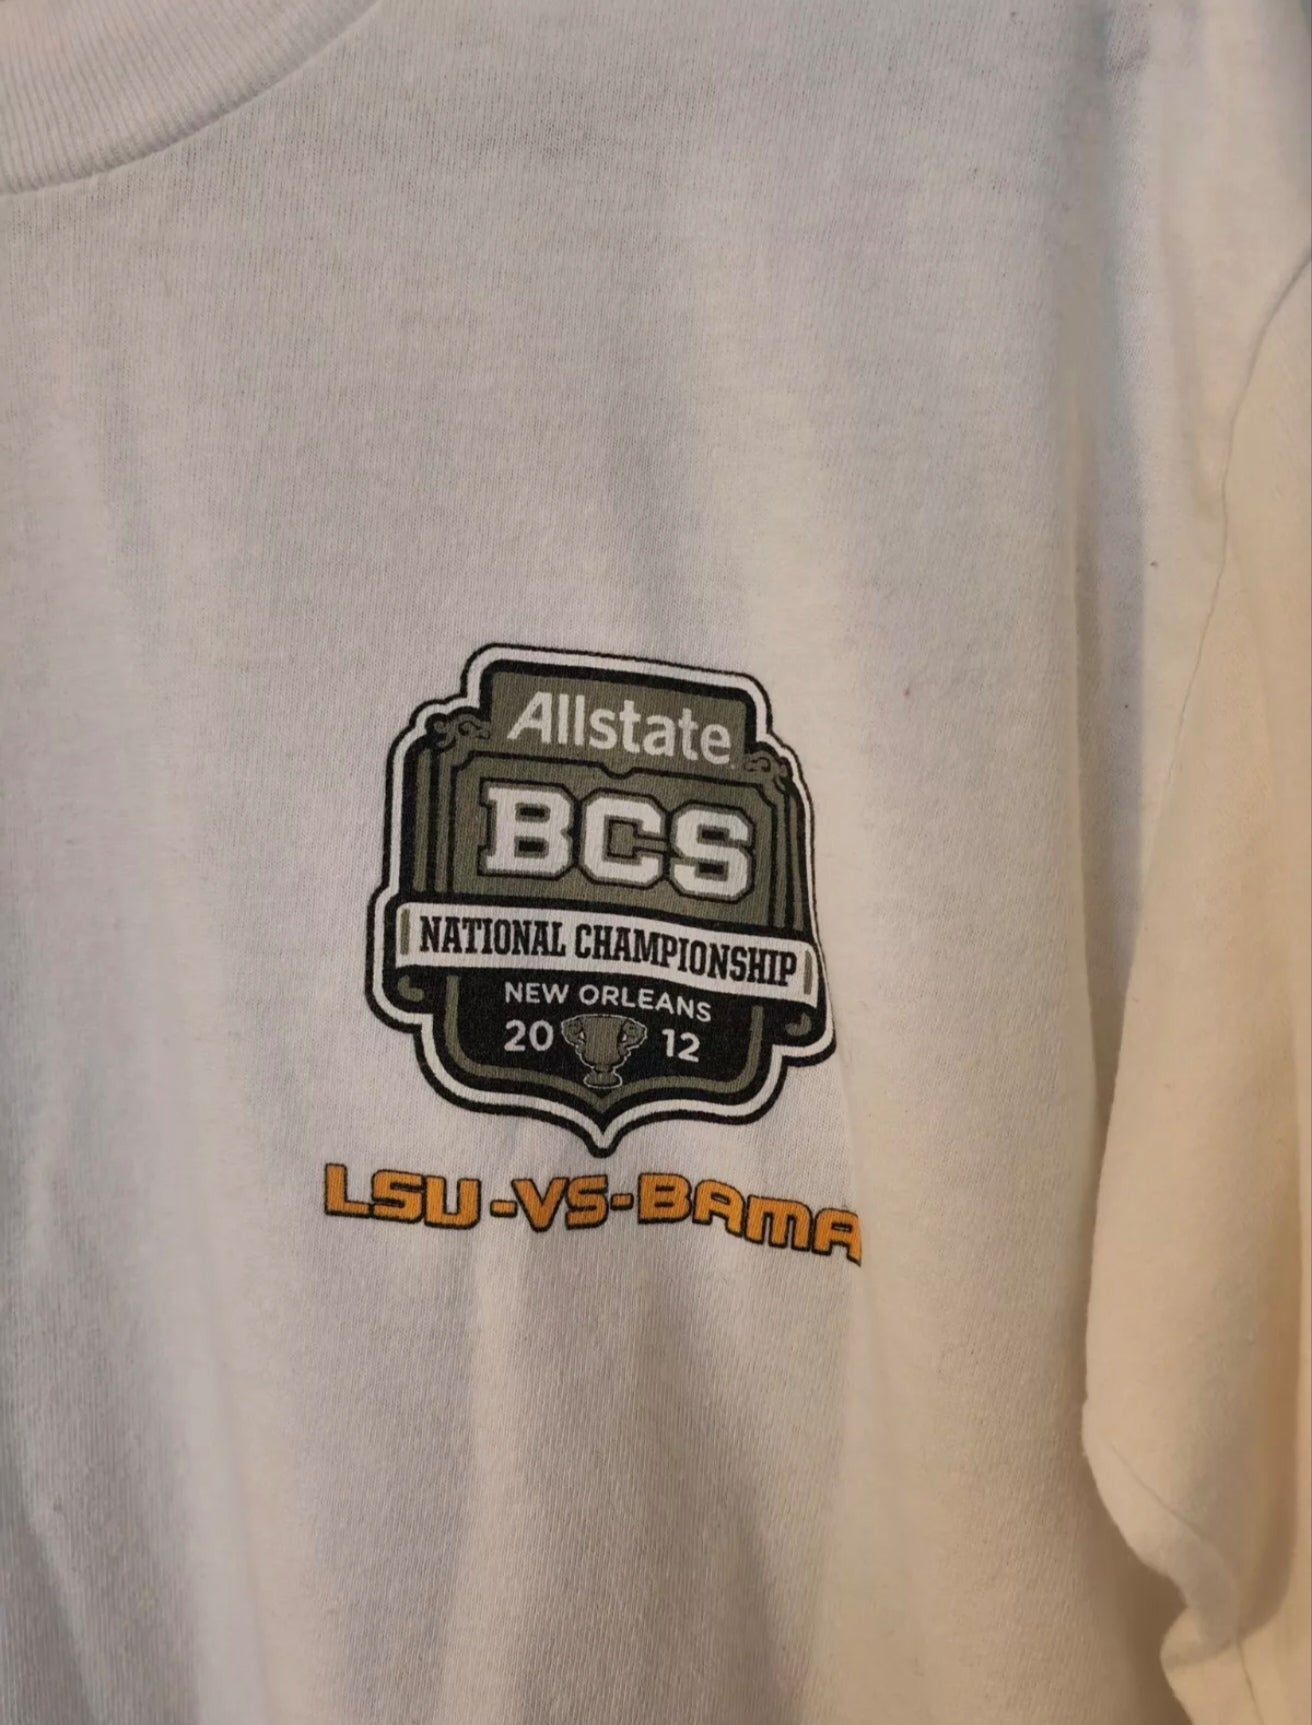 Allstate
BCS
NATIONAL CHAMPIONSHIP
NEW ORLEANS
20 12
LSU-VS-BAMA